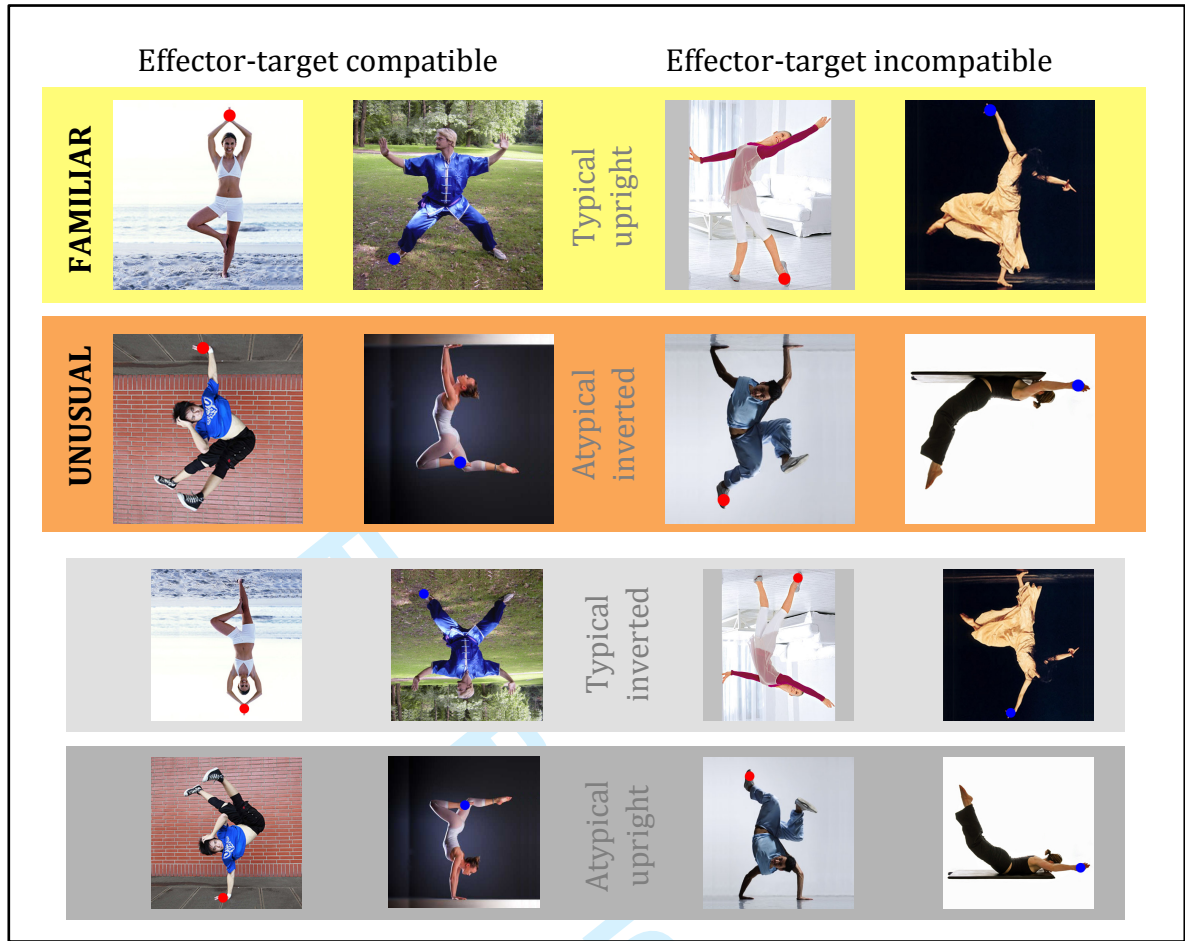 Effector-target compatible
Effector-target incompatible
FAMILIAR
Typical
upright
UNUSUAL
Atypical
inverted
Typical
inverted
Atypical
upright